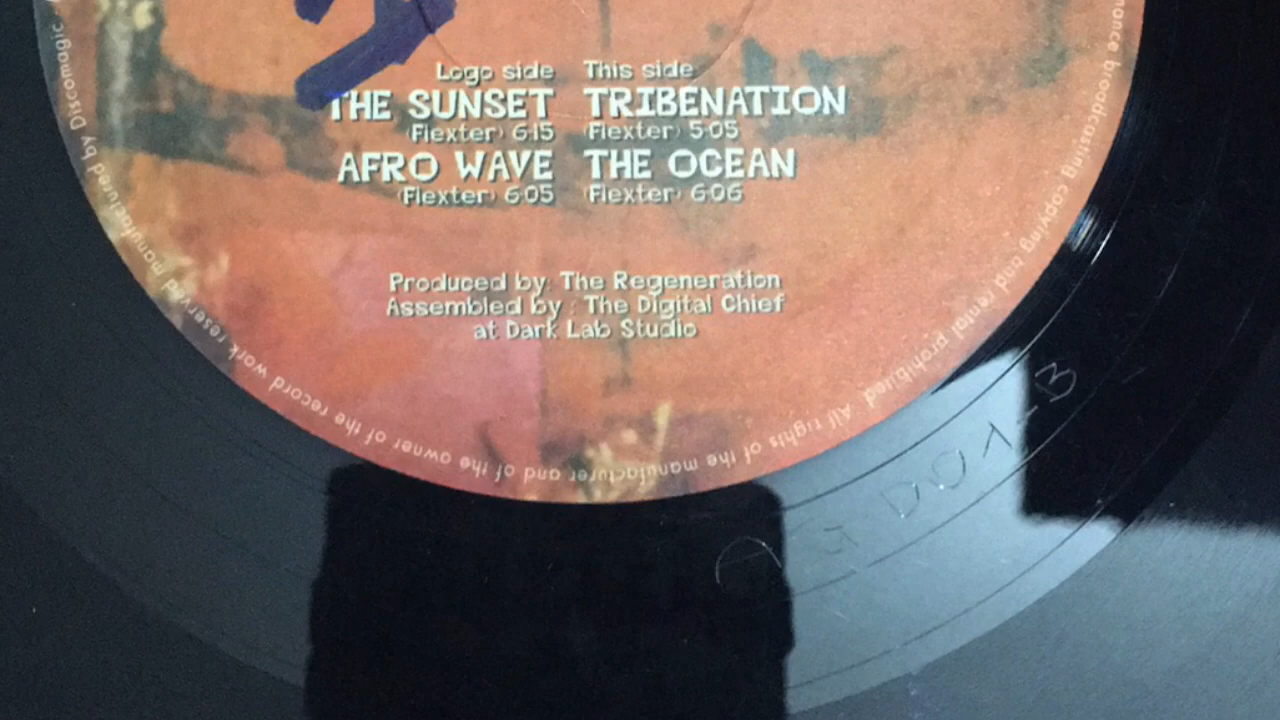 Logo side This side
THE SUNSET TRIBENATION
(Flexter) 6:15 (Flexter) 5:05
AFRO WAVE THE OCEAN
(Flexter) 6:05 (Flexter) 6:06
Produced by: The Regeneration
Assembled by : The Digital Chief
at Dark Lab Studio
broadcasting copying and rental prohibited. All rights of the manufacturer and of the owner of the record work reserved manufactured by Discomagic